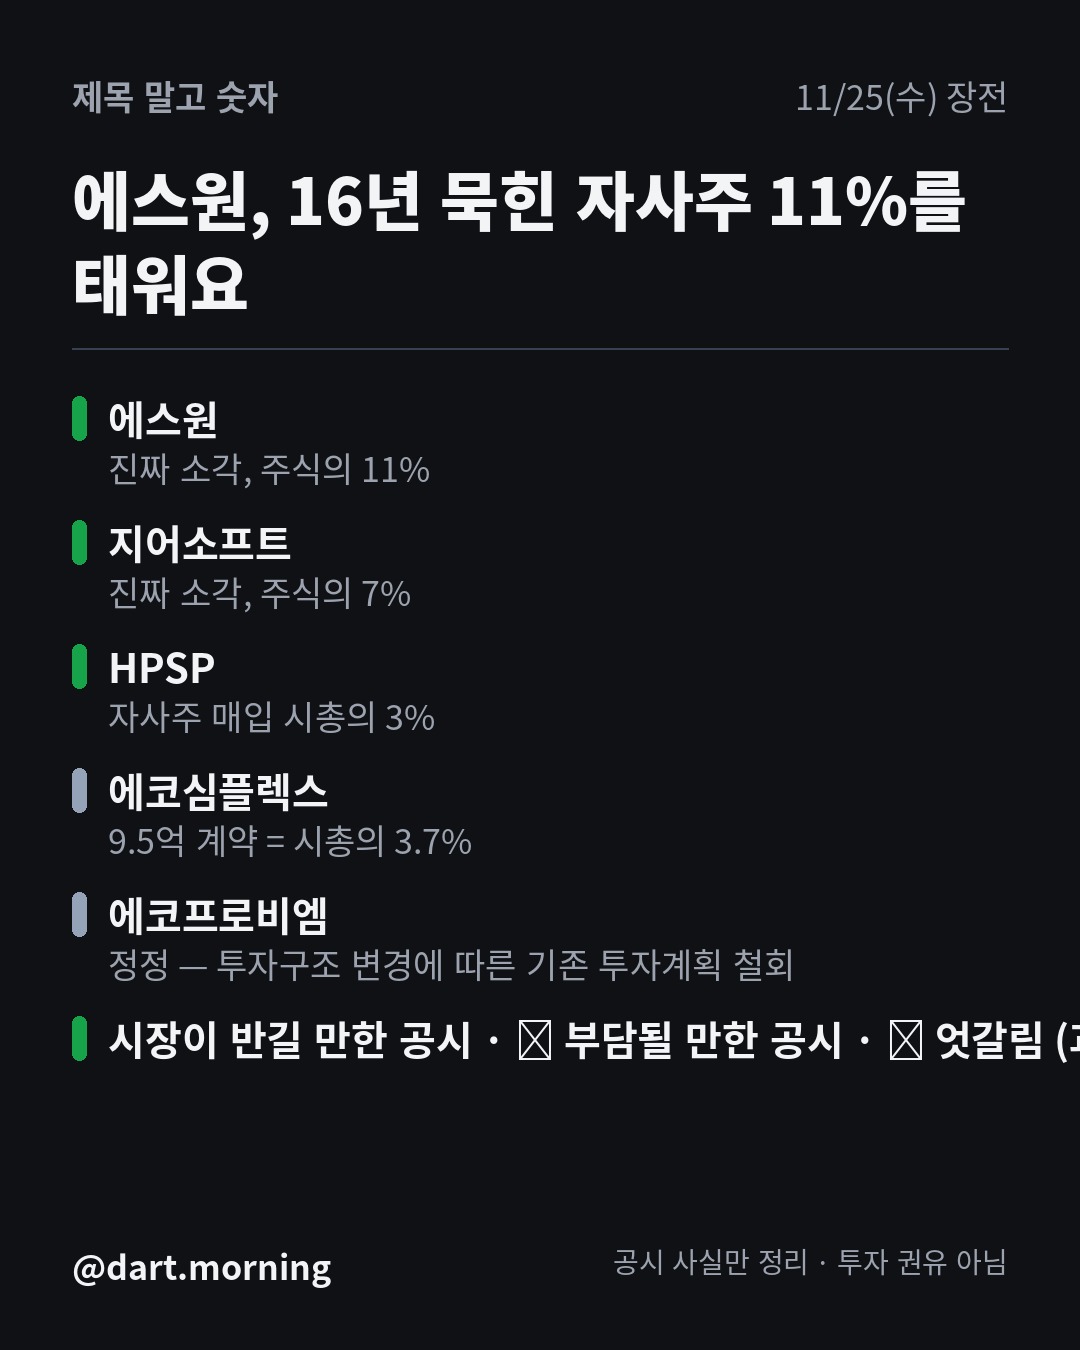 제목 말고 숫자
11/25(수) 장전
에스원, 16년 묵힌 자사주 11%를
태워요
에스원
진짜 소각, 주식의 11%
지어소프트
진짜 소각, 주식의 7%
HPSP
자사주 매입 시총의 3%
에코심플렉스
9.5억 계약 = 시총의 3.7%
에코프로비엠
정정 — 투자구조 변경에 따른 기존 투자계획 철회
시장이 반길 만한 공시 · 부담될 만한 공시 · 엇갈림 (
@dart.morning
공시 사실만 정리 · 투자 권유 아님